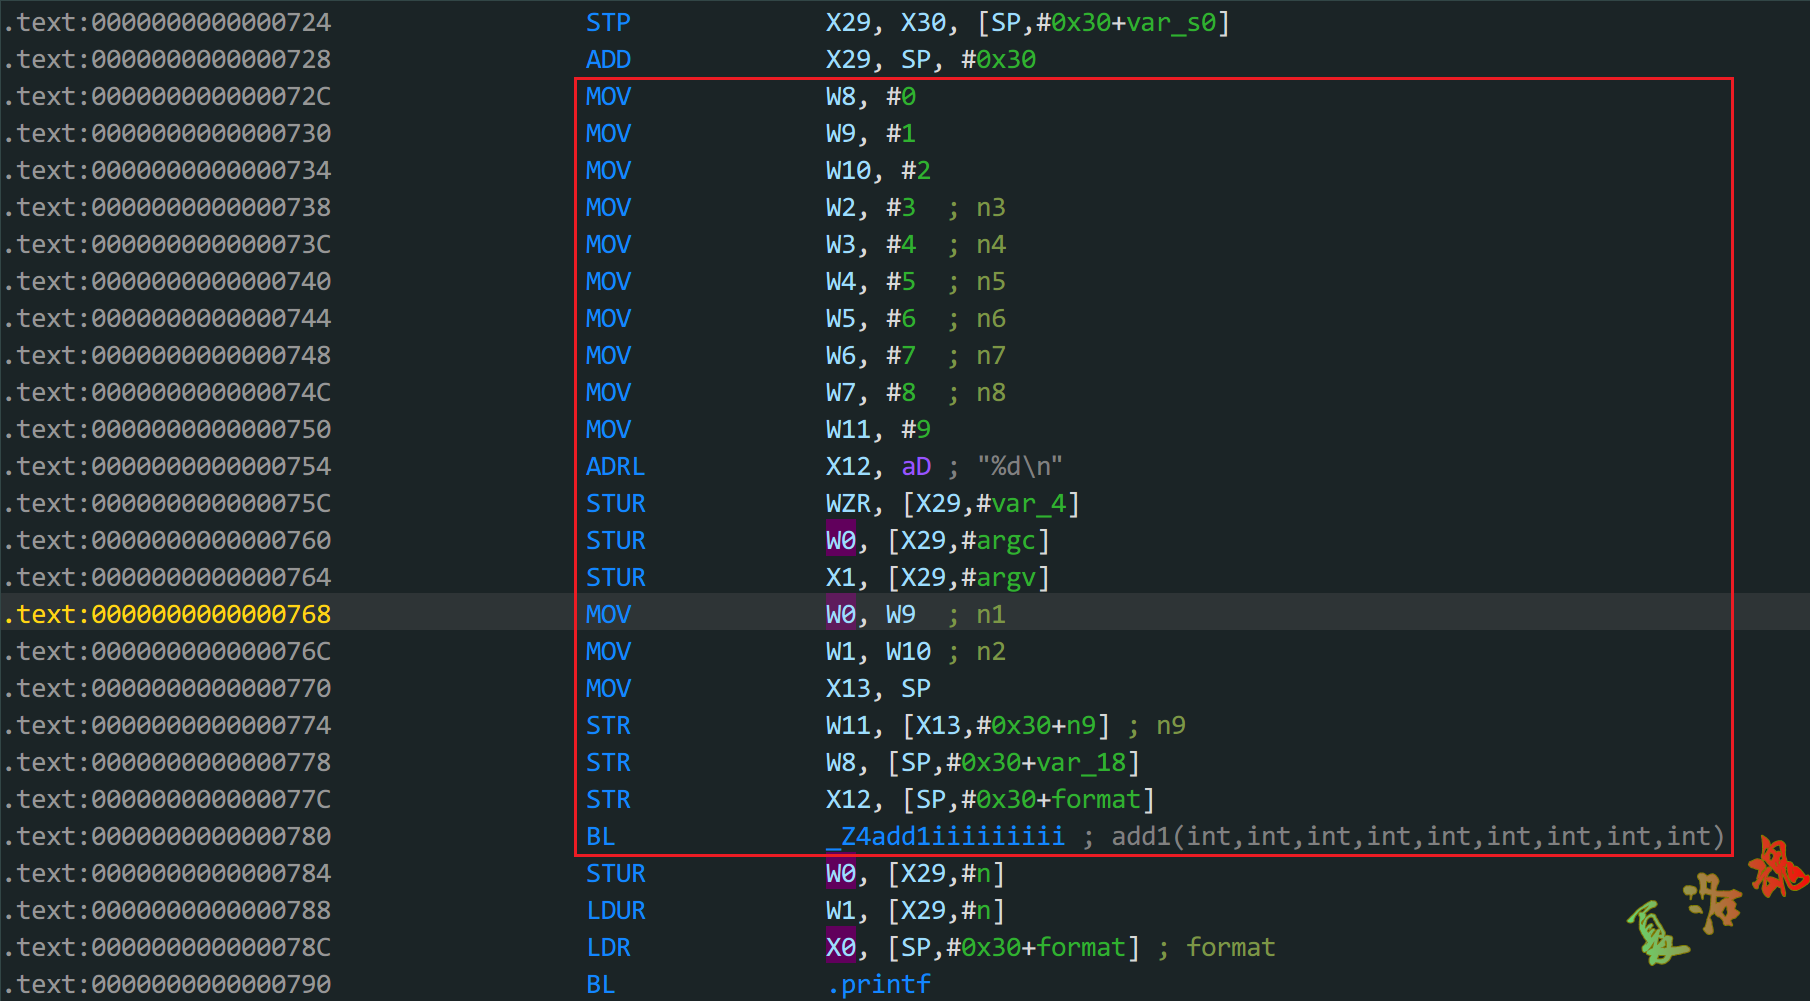 .text:0000000000000724 STP X29, X30, [SP,#0x30+var_s0]
.text:0000000000000728 ADD X29, SP, #0x30
.text:000000000000072C MOV W8, #0
.text:0000000000000730 MOV W9, #1
.text:0000000000000734 MOV W10, #2
.text:0000000000000738 MOV W2, #3 ; n3
.text:000000000000073C MOV W3, #4 ; n4
.text:0000000000000740 MOV W4, #5 ; n5
.text:0000000000000744 MOV W5, #6 ; n6
.text:0000000000000748 MOV W6, #7 ; n7
.text:000000000000074C MOV W7, #8 ; n8
.text:0000000000000750 MOV W11, #9
.text:0000000000000754 ADRL X12, aD ; "%d\n"
.text:000000000000075C STUR WZR, [X29,#var_4]
.text:0000000000000760 STUR W0, [X29,#argc]
.text:0000000000000764 STUR X1, [X29,#argv]
.text:0000000000000768 MOV W0, W9 ; n1
.text:000000000000076C MOV W1, W10 ; n2
.text:0000000000000770 MOV X13, SP
.text:0000000000000774 STR W11, [X13,#0x30+n9] ; n9
.text:0000000000000778 STR W8, [SP,#0x30+var_18]
.text:000000000000077C STR X12, [SP,#0x30+format]
.text:0000000000000780 BL _Z4add1iiiiiiiii ; add1(int,int,int,int,int,int,int,int,int)
.text:0000000000000784 STUR W0, [X29,#n]
.text:0000000000000788 LDUR W1, [X29,#n]
.text:000000000000078C LDR X0, [SP,#0x30+format] ; format
.text:0000000000000790 BL .printf